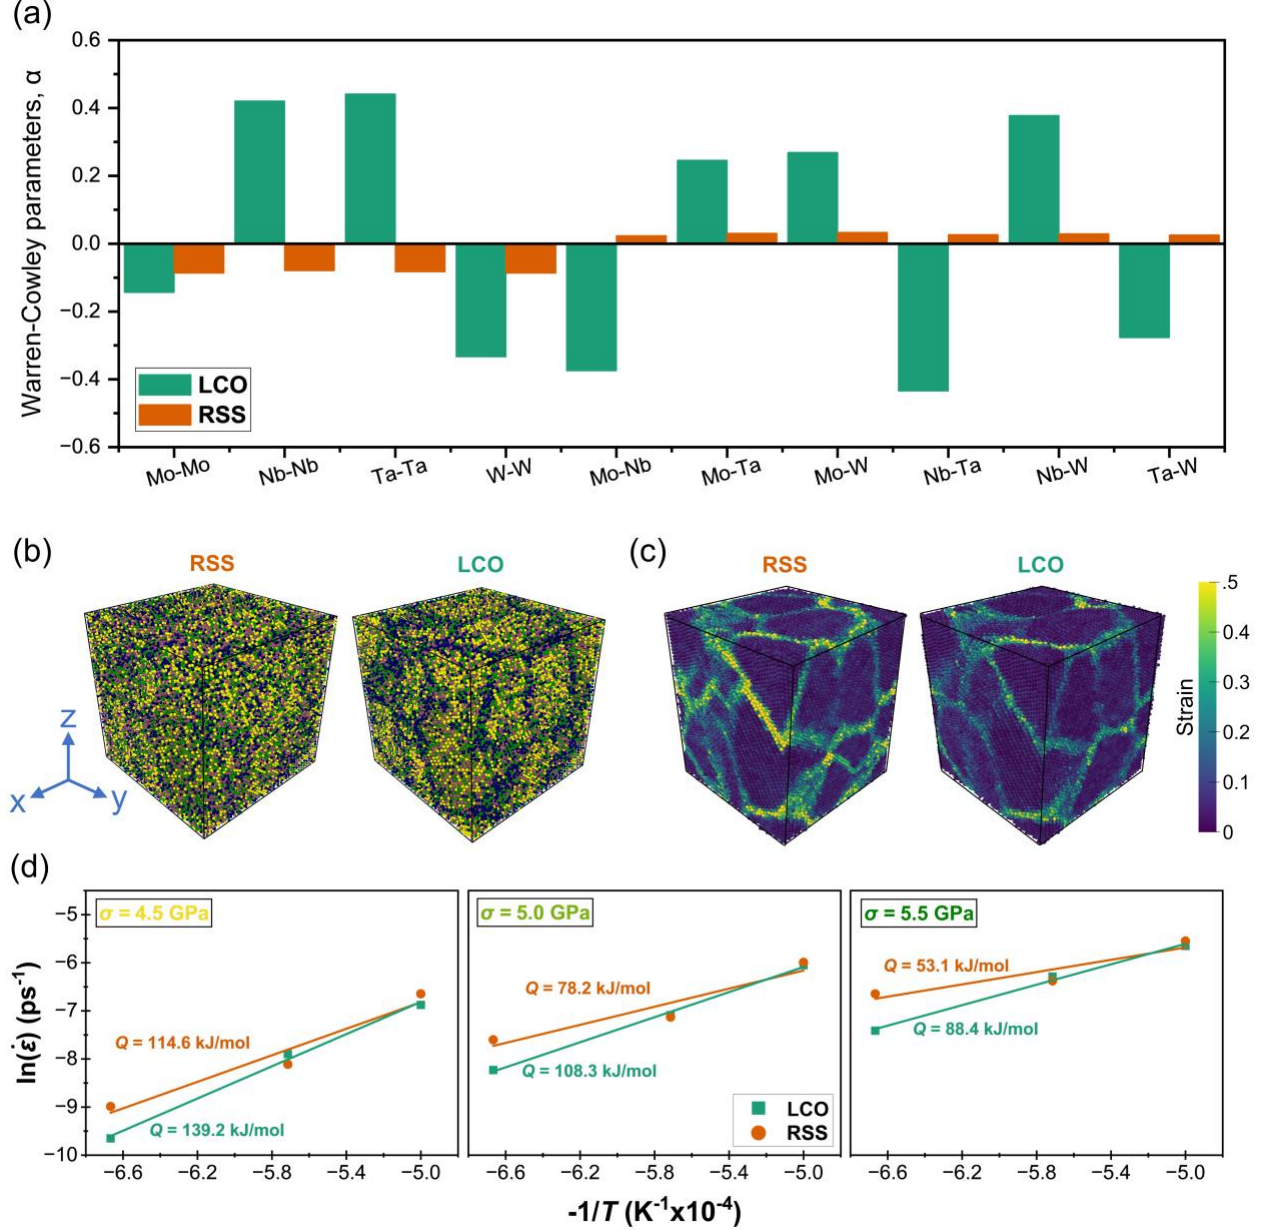 (a)
Warren-Cowley parameters, α
0.6
0.4
0.2
0.0
−0.2
−0.4
−0.6
LCO
RSS
Mo-Mo
Nb-Nb
Ta-Ta
W-W
Mo-Nb
Mo-Ta
Mo-W
Nb-Ta
Nb-W
Ta-W
(b)
RSS
LCO
z
x
y
(c)
RSS
LCO
Strain
.5
0.4
0.3
0.2
0.1
0
(d)
ln(ε̇) (ps⁻¹)
−5
−6
−7
−8
−9
−10
σ = 4.5 GPa
Q = 114.6 kJ/mol
Q = 139.2 kJ/mol
−6.6 −6.2 −5.8 −5.4 −5.0
σ = 5.0 GPa
Q = 78.2 kJ/mol
Q = 108.3 kJ/mol
LCO
RSS
−6.6 −6.2 −5.8 −5.4 −5.0
σ = 5.5 GPa
Q = 53.1 kJ/mol
Q = 88.4 kJ/mol
−6.6 −6.2 −5.8 −5.4 −5.0
-1/T (K⁻¹x10⁻⁴)